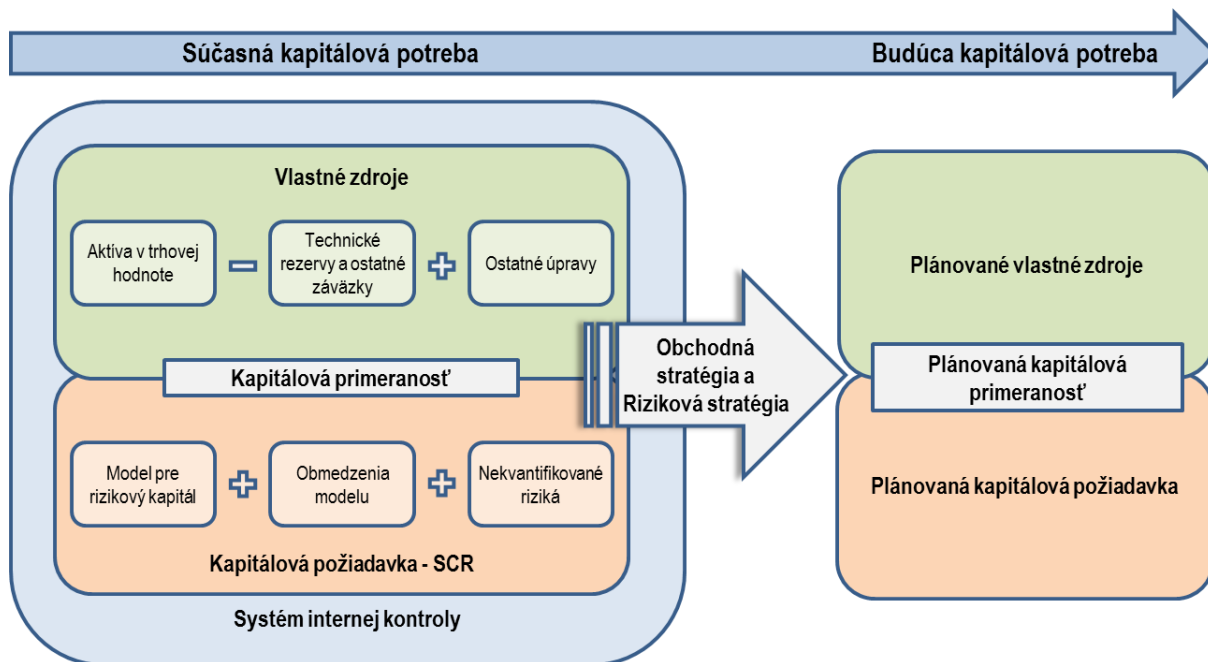 Súčasná kapitálová potreba
Budúca kapitálová potreba
Vlastné zdroje
Aktíva v trhovej
hodnote
Technické
rezervy a ostatné
záväzky
Ostatné úpravy
Kapitálová primeranosť
Model pre
rizikový kapitál
Obmedzenia
modelu
Nekvantifikované
riziká
Kapitálová požiadavka - SCR
Systém internej kontroly
Obchodná
stratégia a
Riziková stratégia
Plánované vlastné zdroje
Plánovaná kapitálová
primeranosť
Plánovaná kapitálová požiadavka